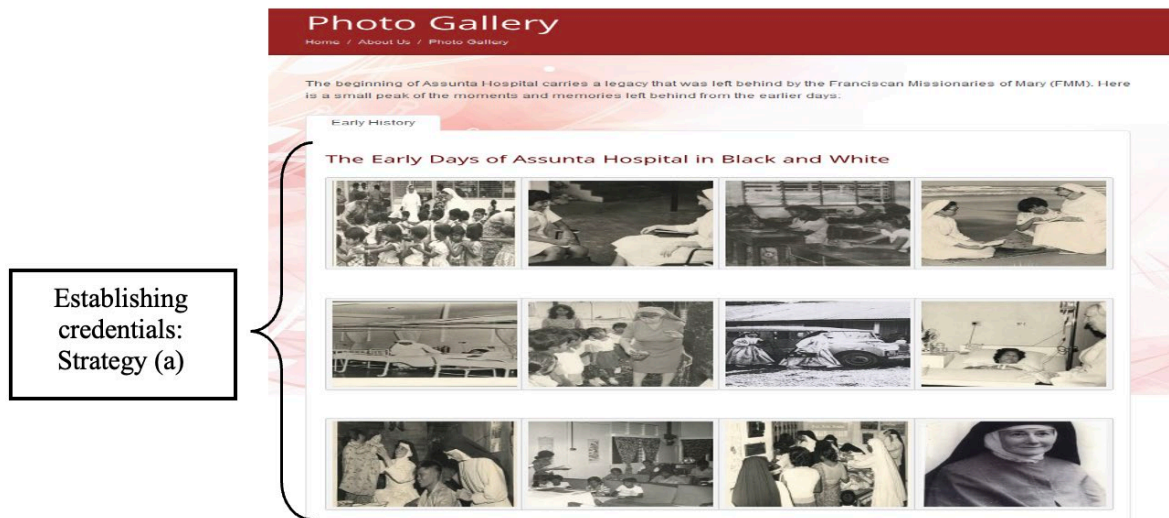 Photo Gallery
Home / About Us / Photo Gallery
The beginning of Assunta Hospital carries a legacy that was left behind by the Franciscan Missionaries of Mary (FMM). Here
is a small peak of the moments and memories left behind from the earlier days:
Early History
The Early Days of Assunta Hospital in Black and White
Establishing
credentials:
Strategy (a)